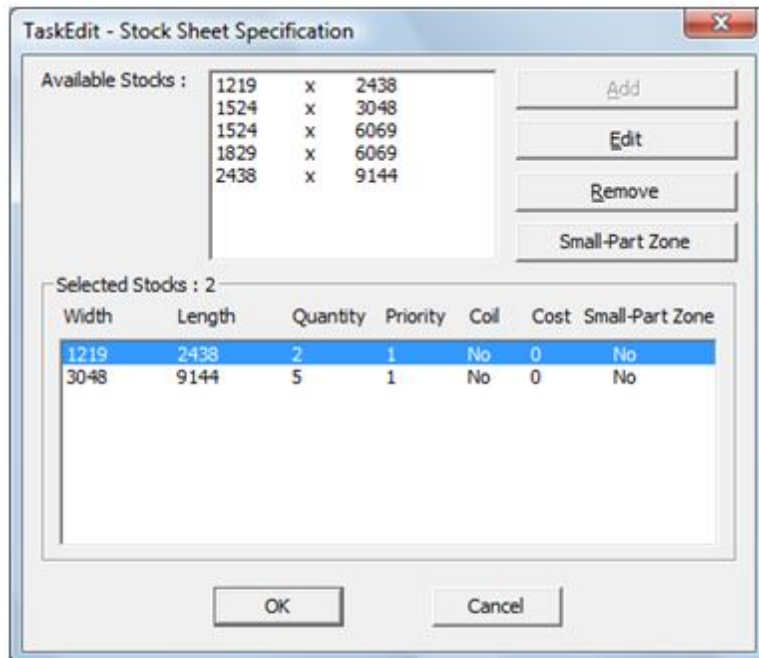 TaskEdit - Stock Sheet Specification
Available Stocks :
1219 x 2438
1524 x 3048
1524 x 6069
1829 x 6069
2438 x 9144
Add
Edit
Remove
Small-Part Zone
Selected Stocks : 2
Width Length Quantity Priority Coil Cost Small-Part Zone
1219 2438 2 1 No 0 No
3048 9144 5 1 No 0 No
OK Cancel